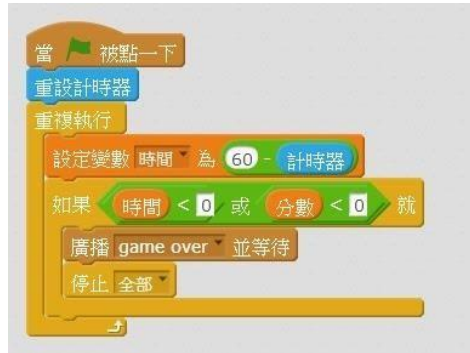 當 被點一下
重設計時器
重複執行
設定變數 時間 為 60 - 計時器
如果 時間 < 0 或 分數 < 0 就
廣播 game over 並等待
停止 全部